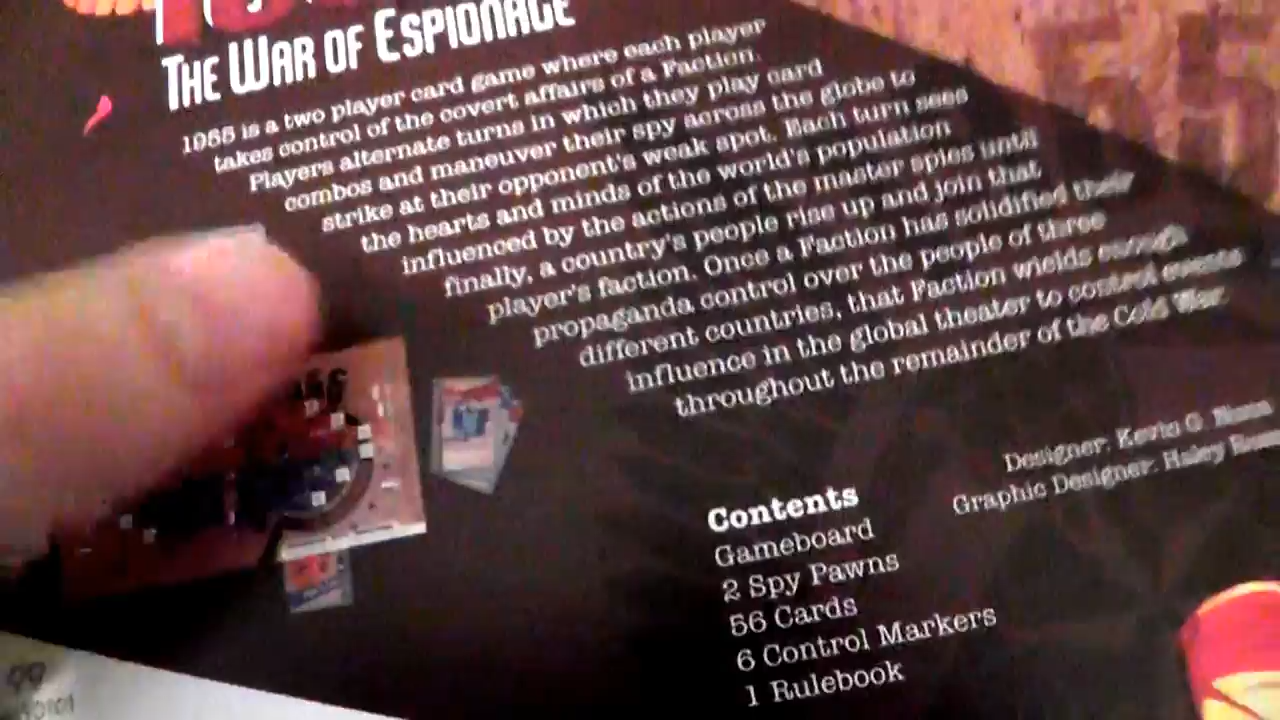 THE WAR OF ESPIONAGE
1955 is a two player card game where each player
takes control of the covert affairs of a Faction.
Players alternate turns in which they play card
combos and maneuver their spy across the globe to
strike at their opponent's weak spot. Each turn sees
the hearts and minds of the world's population
influenced by the actions of the master spies until
finally, a country's people rise up and join that
player's faction. Once a Faction has solidified their
propaganda control over the people of three
different countries, that Faction wields enough
influence in the global theater to control events
throughout the remainder of the Cold War.
Designer: Kevin G.
Graphic Designer: Haley
Contents
Gameboard
2 Spy Pawns
56 Cards
6 Control Markers
1 Rulebook